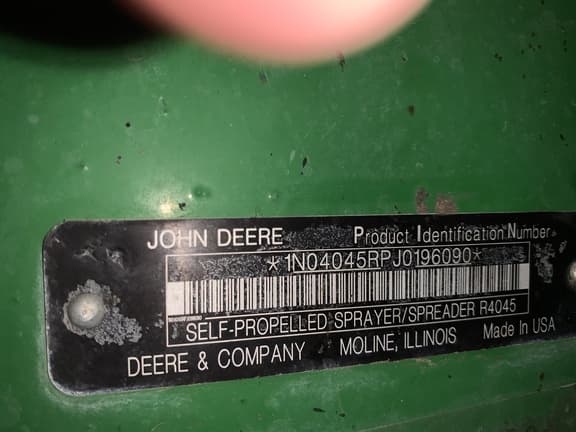 JOHN DEERE Product Identification Number
*1N04045RPJ0196090*
SELF-PROPELLED SPRAYER/SPREADER R4045
DEERE & COMPANY MOLINE, ILLINOIS Made In USA